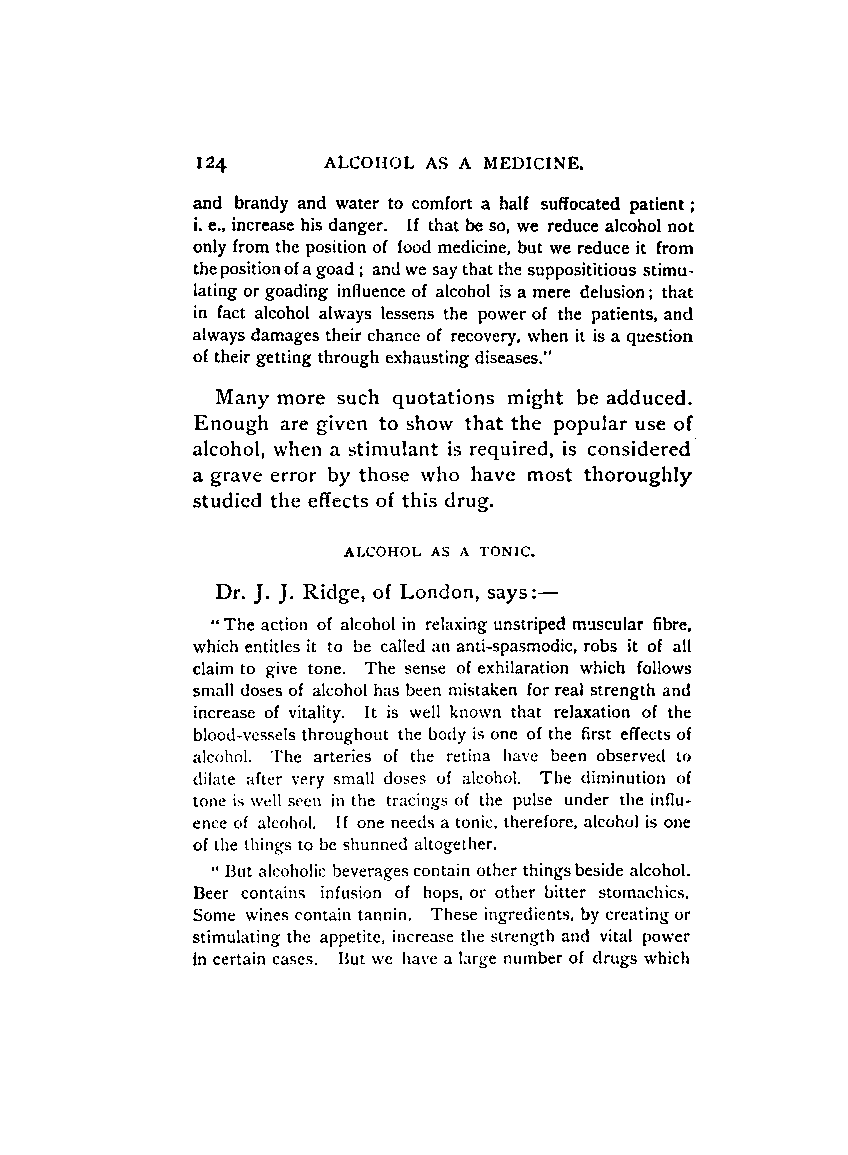 124 ALCOHOL AS A MEDICINE.
and brandy and water to comfort a half suffocated patient ;
i. e., increase his danger. If that be so, we reduce alcohol not
only from the position of food medicine, but we reduce it from
the position of a goad ; and we say that the supposititious stimu-
lating or goading influence of alcohol is a mere delusion ; that
in fact alcohol always lessens the power of the patients, and
always damages their chance of recovery, when it is a question
of their getting through exhausting diseases."
Many more such quotations might be adduced.
Enough are given to show that the popular use of
alcohol, when a stimulant is required, is considered
a grave error by those who have most thoroughly
studied the effects of this drug.
ALCOHOL AS A TONIC.
Dr. J. J. Ridge, of London, says :—
" The action of alcohol in relaxing unstriped muscular fibre,
which entitles it to be called an anti-spasmodic, robs it of all
claim to give tone. The sense of exhilaration which follows
small doses of alcohol has been mistaken for real strength and
increase of vitality. It is well known that relaxation of the
blood-vessels throughout the body is one of the first effects of
alcohol. The arteries of the retina have been observed to
dilate after very small doses of alcohol. The diminution of
tone is well seen in the tracings of the pulse under the influ-
ence of alcohol. If one needs a tonic, therefore, alcohol is one
of the things to be shunned altogether.
" But alcoholic beverages contain other things beside alcohol.
Beer contains infusion of hops, or other bitter stomachics.
Some wines contain tannin. These ingredients, by creating or
stimulating the appetite, increase the strength and vital power
in certain cases. But we have a large number of drugs which